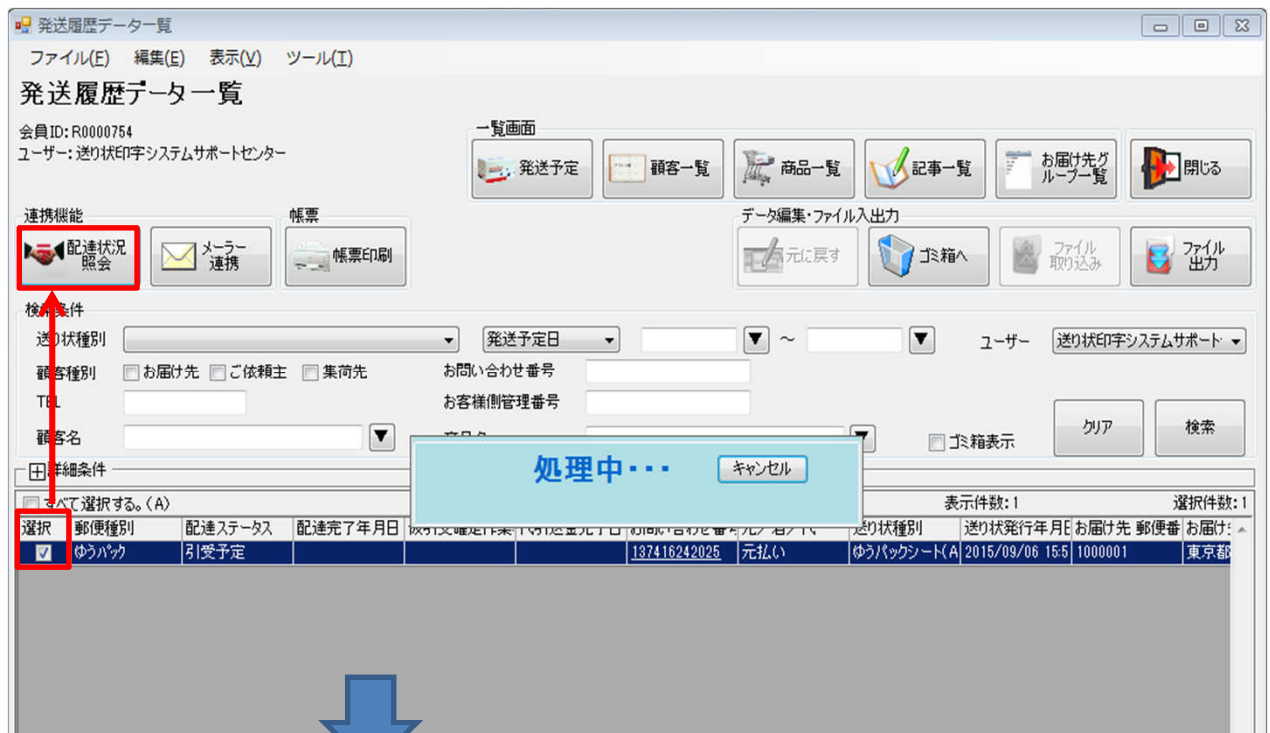 発送履歴データ一覧
ファイル(F) 編集(E) 表示(V) ツール(T)
発送履歴データ一覧
会員ID:R0000754
ユーザー:送り状印字システムサポートセンター
一覧画面
発送予定
顧客一覧
商品一覧
記事一覧
お届け先グ
ループ一覧
閉じる
連携機能
帳票
データ編集・ファイル入出力
配達状況
照会
メーラー
連携
帳票印刷
元に戻す
ゴミ箱へ
ファイル
取り込み
ファイル
出力
送り状種別 発送予定日 ～ ユーザー 送り状印字システムサポート
顧客種別 お届け先 ご依頼主 集荷先 お問い合わせ番号
お客様側管理番号
顧客名
ゴミ箱表示 クリア 検索
詳細条件
処理中・・・ キャンセル
すべて選択する。(A) 表示件数:1 選択件数:1
選択 郵便種別 配達ステータス 配達完了年月日 送り状種別 送り状発行年月 お届け先 郵便番 お届け
ゆうパック 引受予定 137416242025 元払い ゆうパックシート(A 2015/09/06 15:5 1000001 東京都